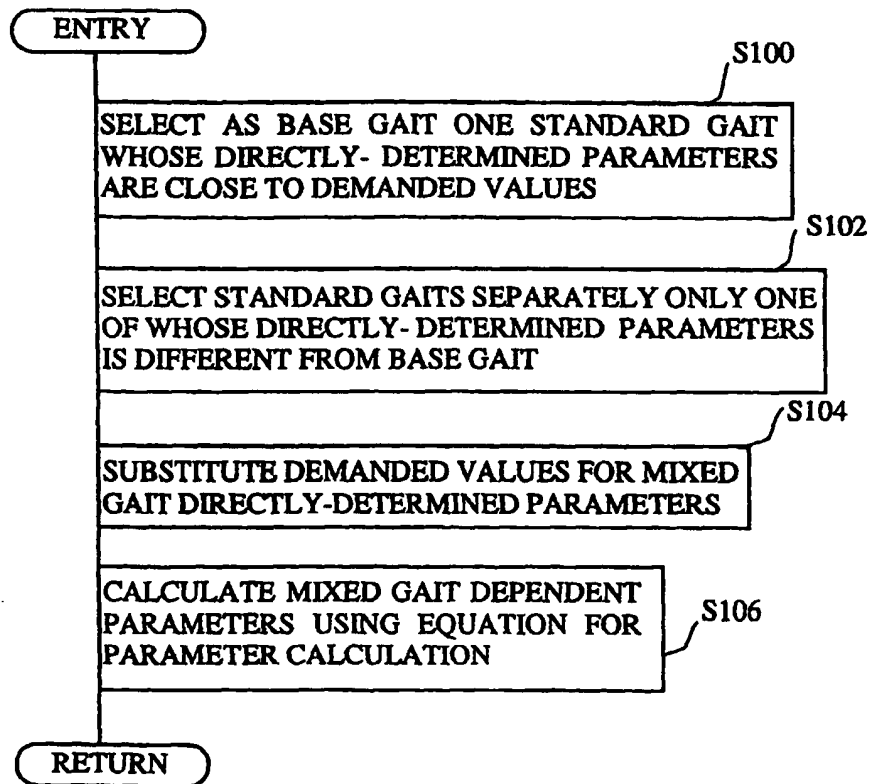 ENTRY
S100
SELECT AS BASE GAIT ONE STANDARD GAIT
WHOSE DIRECTLY- DETERMINED PARAMETERS
ARE CLOSE TO DEMANDED VALUES
S102
SELECT STANDARD GAITS SEPARATELY ONLY ONE
OF WHOSE DIRECTLY- DETERMINED PARAMETERS
IS DIFFERENT FROM BASE GAIT
S104
SUBSTITUTE DEMANDED VALUES FOR MIXED
GAIT DIRECTLY-DETERMINED PARAMETERS
CALCULATE MIXED GAIT DEPENDENT
PARAMETERS USING EQUATION FOR
PARAMETER CALCULATION
S106
RETURN